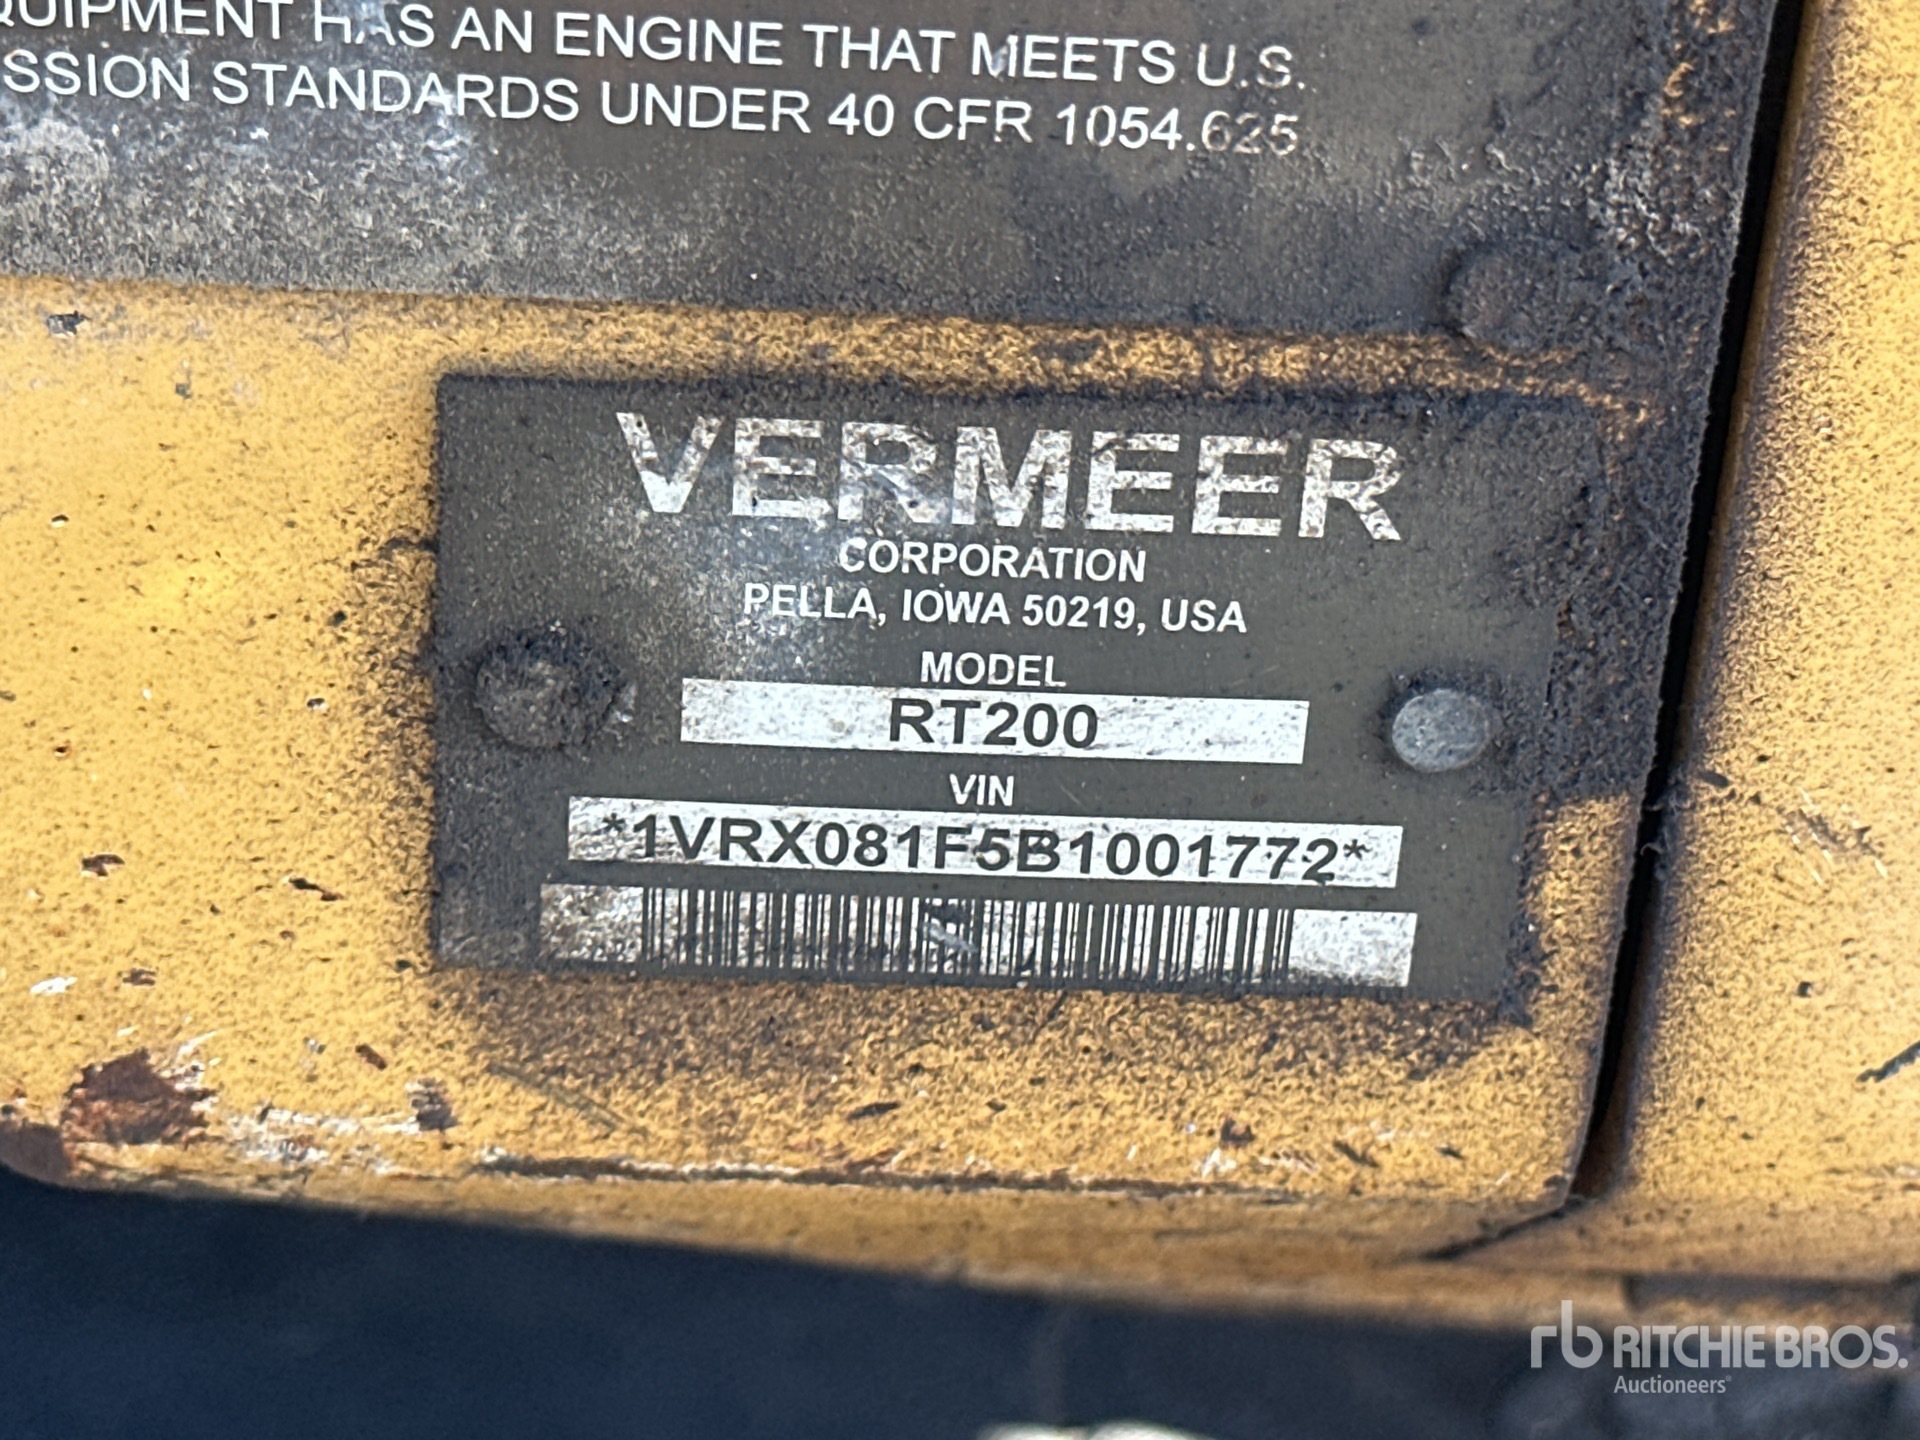 QUIPMENT HAS AN ENGINE THAT MEETS U.S.
SSION STANDARDS UNDER 40 CFR 1054.625
VERMEER
CORPORATION
PELLA, IOWA 50219, USA
MODEL
RT200
VIN
*1VRX081F5B1001772*
rb RITCHIE BROS.
Auctioneers